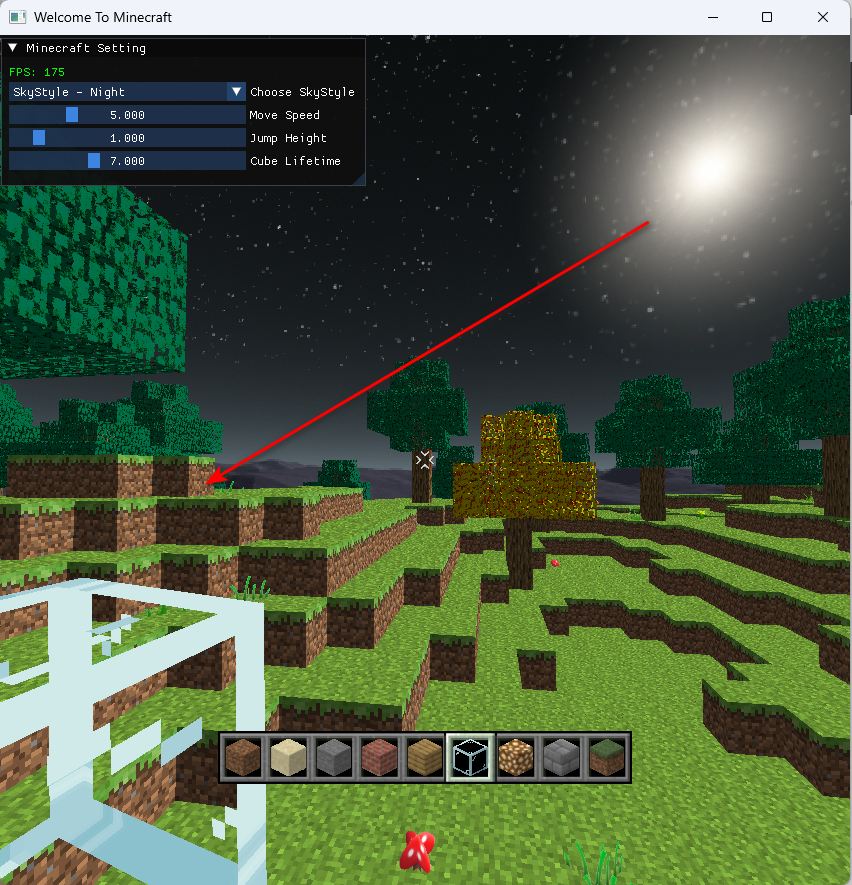 Welcome To Minecraft
Minecraft Setting
FPS: 175
SkyStyle - Night Choose SkyStyle
5.000 Move Speed
1.000 Jump Height
7.000 Cube Lifetime